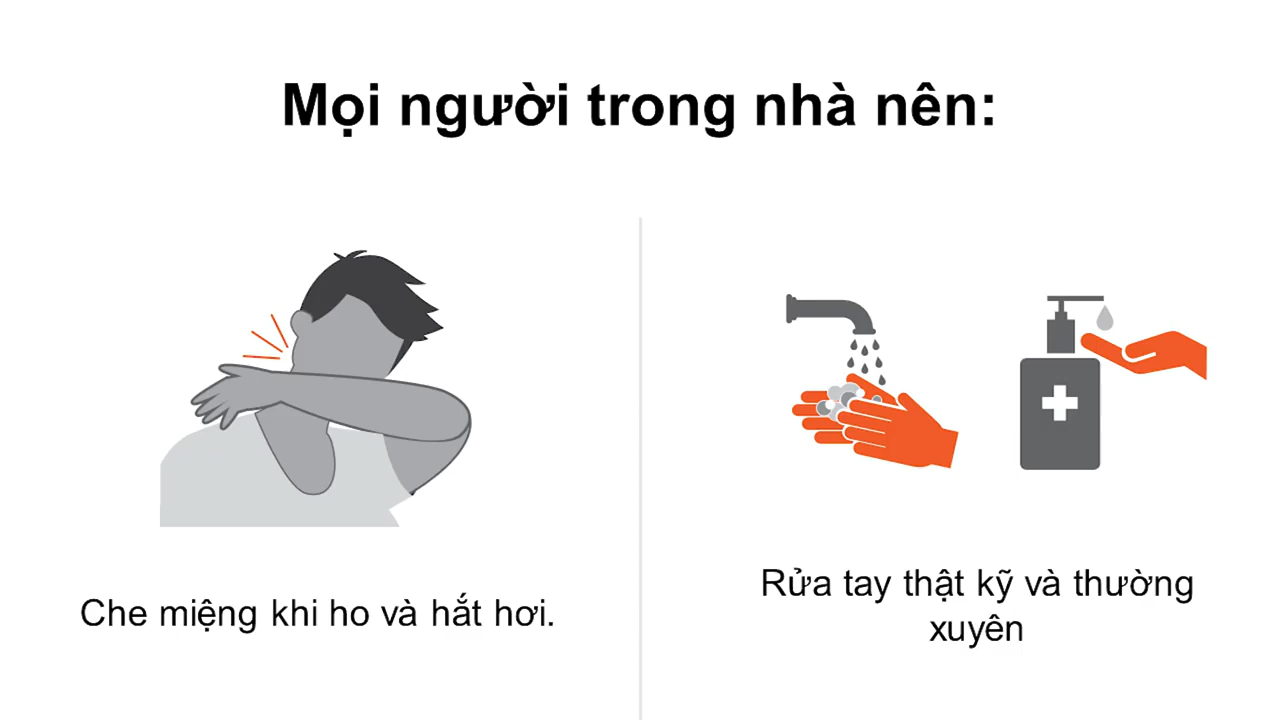 Mọi người trong nhà nên:
Che miệng khi ho và hắt hơi.
Rửa tay thật kỹ và thường
xuyên